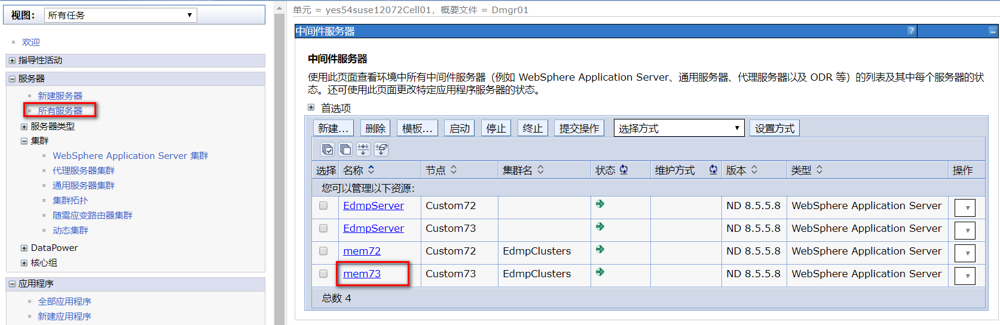 视图： 所有任务
欢迎
指导性活动
服务器
新建服务器
所有服务器
服务器类型
集群
WebSphere Application Server 集群
代理服务器集群
通用服务器集群
集群拓扑
随需应变路由器集群
动态集群
DataPower
核心组
应用程序
全部应用程序
新建应用程序
单元 = yes54suse12072Cell01，概要文件 = Dmgr01
中间件服务器 ?
中间件服务器
使用此页面查看环境中所有中间件服务器（例如 WebSphere Application Server、通用服务器、代理服务器以及 ODR 等）的列表及其中每个服务器的状
态。还可使用此页面更改特定应用程序服务器的状态。
首选项
新建... 删除 模板... 启动 停止 终止 提交操作 选择方式 设置方式
选择 名称 节点 集群名 状态 维护方式 版本 类型 操作
您可以管理以下资源：
EdmpServer Custom72 ND 8.5.5.8 WebSphere Application Server
EdmpServer Custom73 ND 8.5.5.8 WebSphere Application Server
mem72 Custom72 EdmpClusters ND 8.5.5.8 WebSphere Application Server
mem73 Custom73 EdmpClusters ND 8.5.5.8 WebSphere Application Server
总数 4